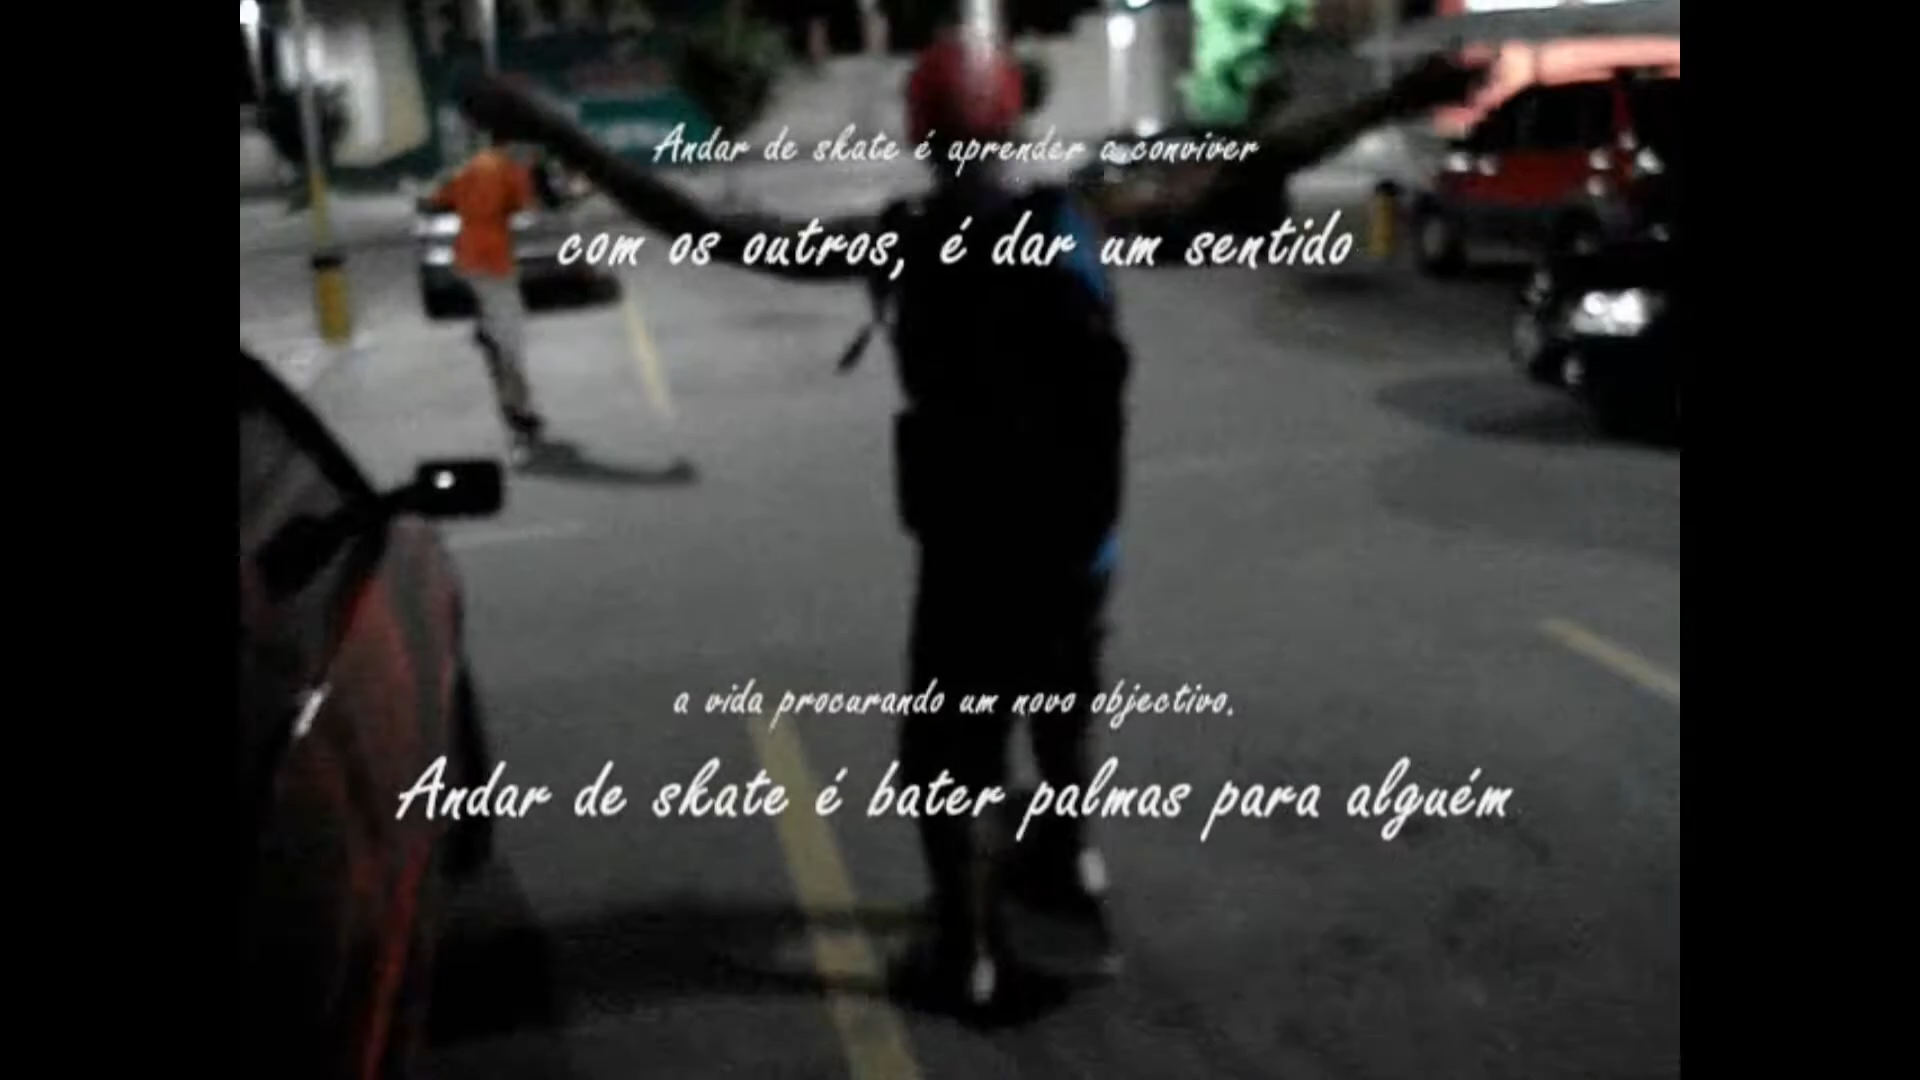 Andar de skate é aprender a conviver
com os outros, é dar um sentido
a vida procurando um novo objectivo.
Andar de skate é bater palmas para alguém